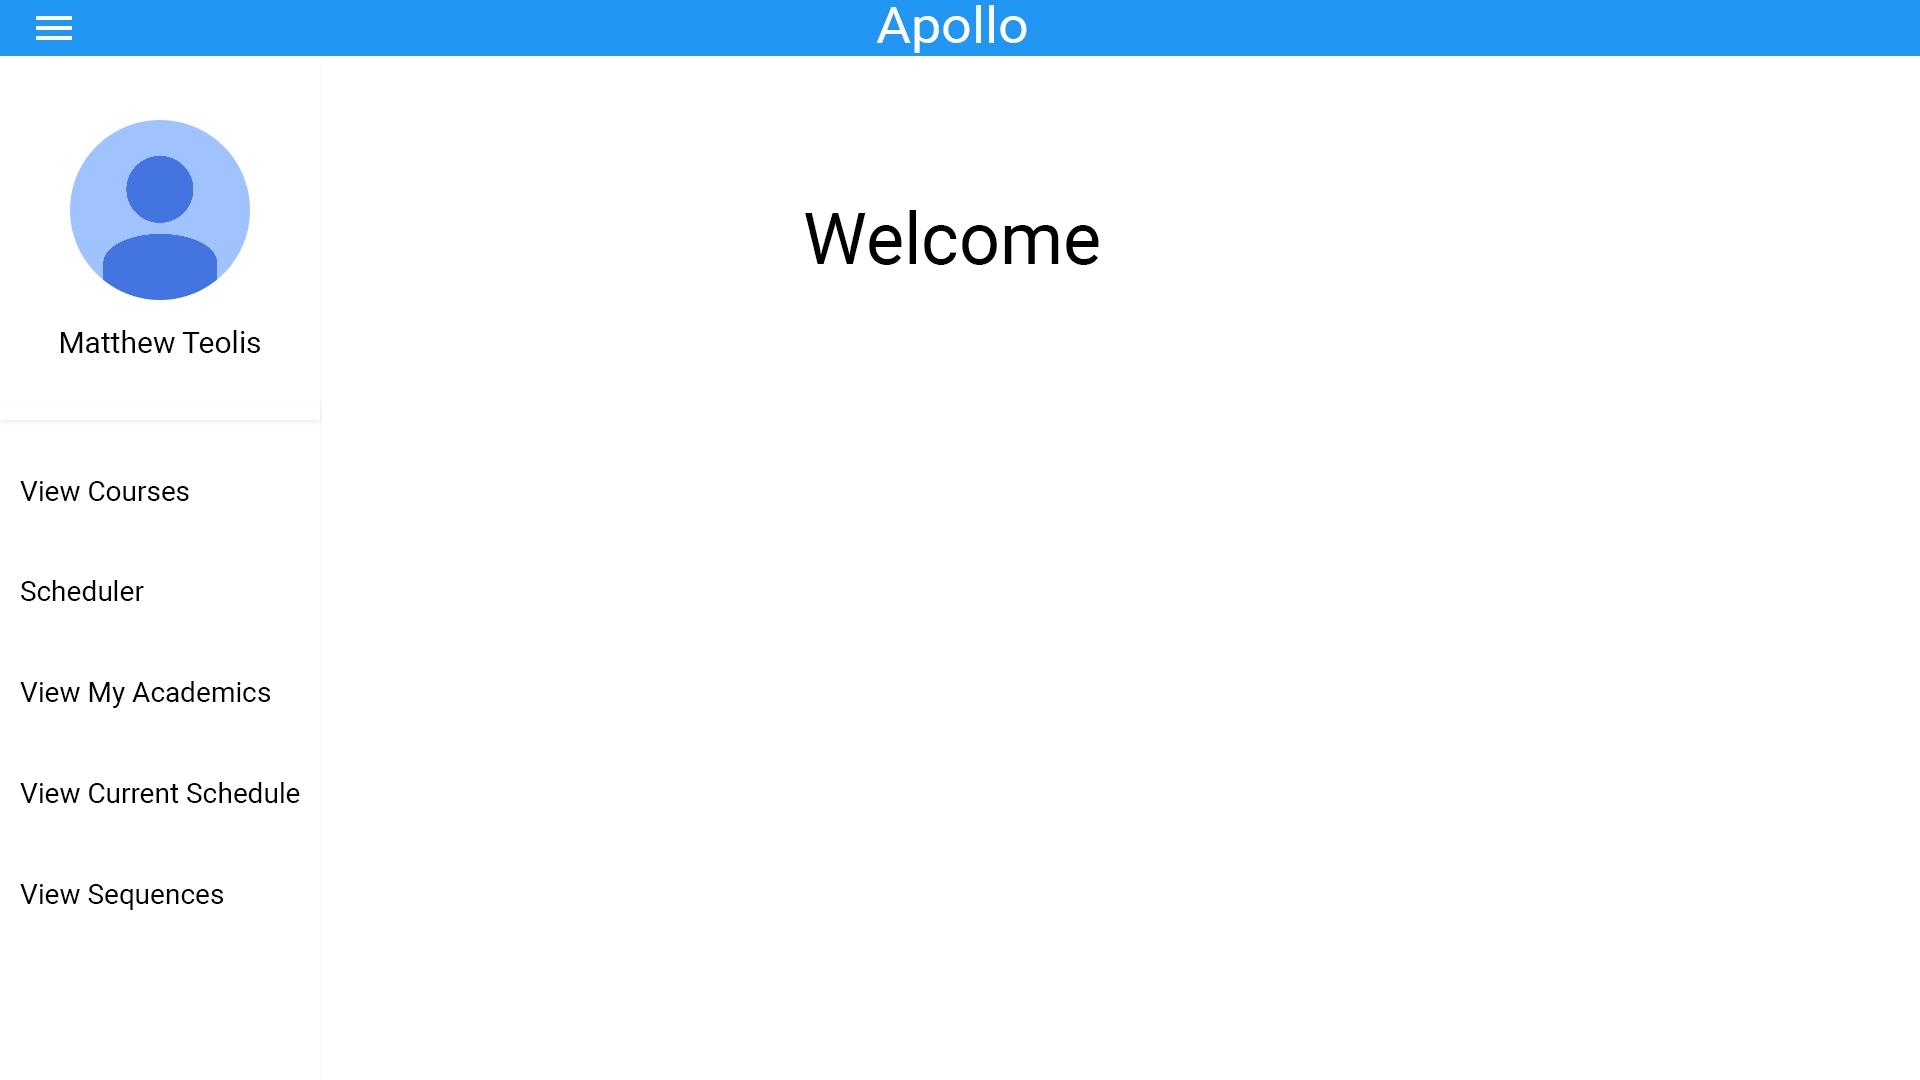 Apollo
Welcome
Matthew Teolis
View Courses
Scheduler
View My Academics
View Current Schedule
View Sequences